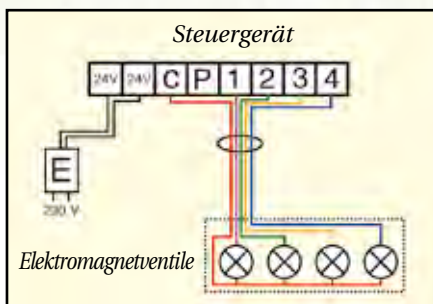 Steuergerät
24V 24V C P 1 2 3 4
E
230 V
Elektromagnetventile